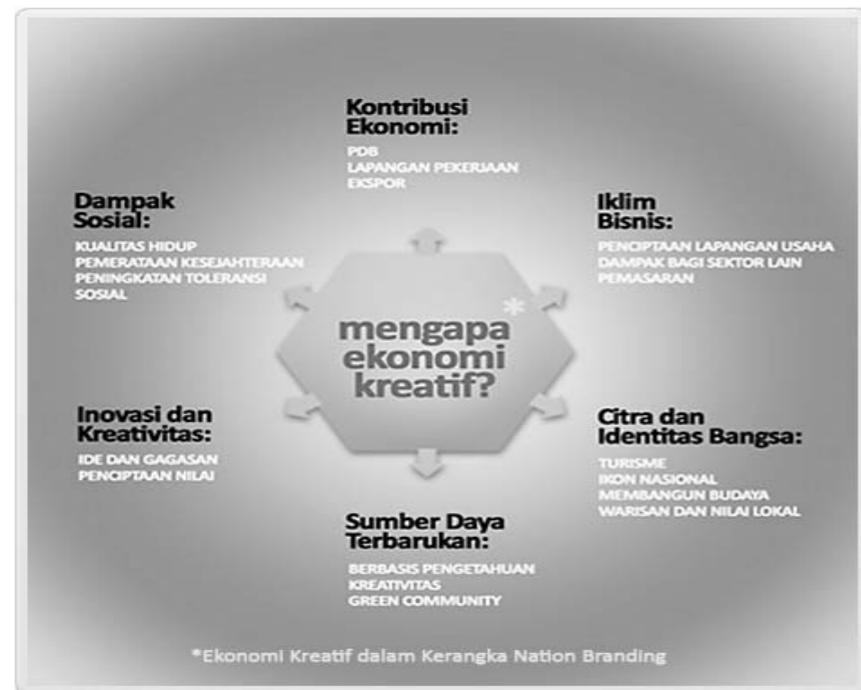 Kontribusi
Ekonomi:
PDB
LAPANGAN PEKERJAAN
EKSPOR
Dampak
Sosial:
KUALITAS HIDUP
PEMERATAAN KESEJAHTERAAN
PENINGKATAN TOLERANSI
SOSIAL
Iklim
Bisnis:
PENCIPTAAN LAPANGAN USAHA
DAMPAK BAGI SEKTOR LAIN
PEMASARAN
mengapa*
ekonomi
kreatif?
Inovasi dan
Kreativitas:
IDE DAN GAGASAN
PENCIPTAAN NILAI
Citra dan
Identitas Bangsa:
TURISME
IKON NASIONAL
MEMBANGUN BUDAYA
WARISAN DAN NILAI LOKAL
Sumber Daya
Terbarukan:
BERBASIS PENGETAHUAN
KREATIVITAS
GREEN COMMUNITY
*Ekonomi Kreatif dalam Kerangka Nation Branding